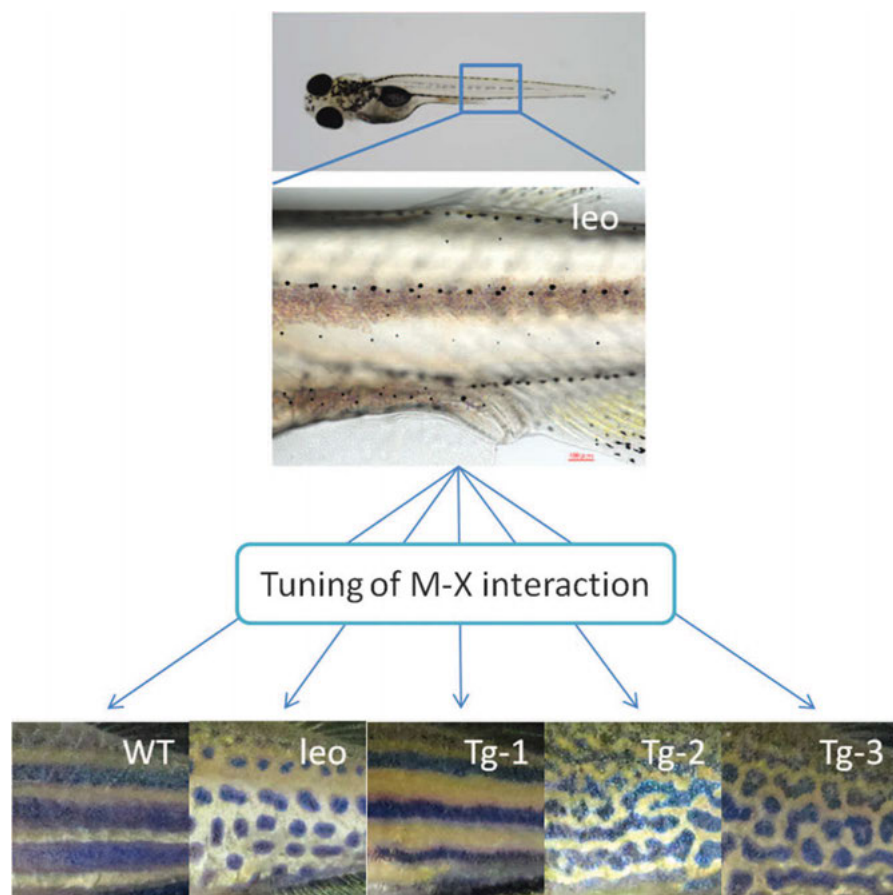 leo
Tuning of M-X interaction
WT
leo
Tg-1
Tg-2
Tg-3